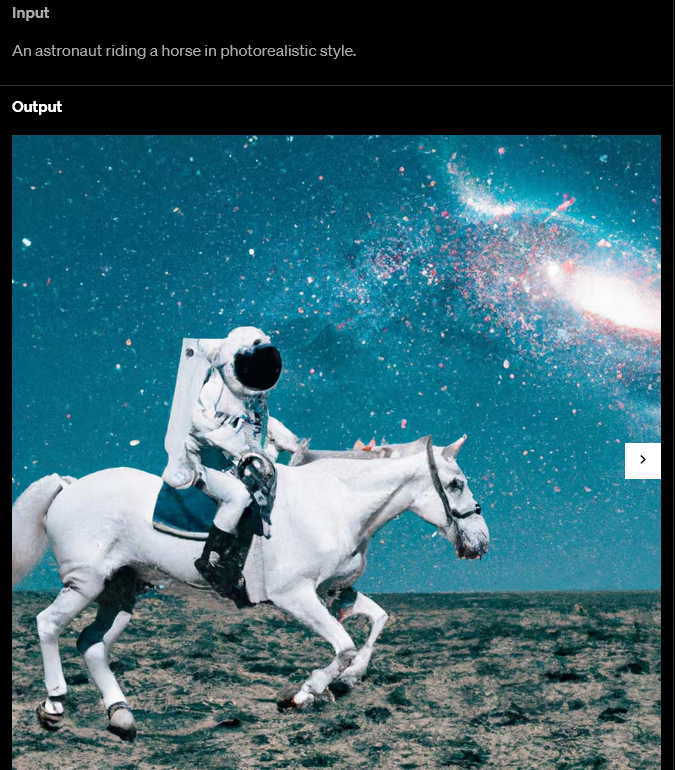 Input
An astronaut riding a horse in photorealistic style.
Output